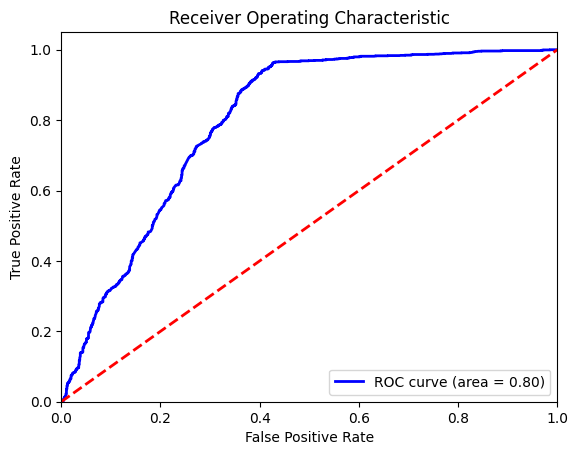 Receiver Operating Characteristic
True Positive Rate
1.0
0.8
0.6
0.4
0.2
0.0
ROC curve (area = 0.80)
0.0 0.2 0.4 0.6 0.8 1.0
False Positive Rate